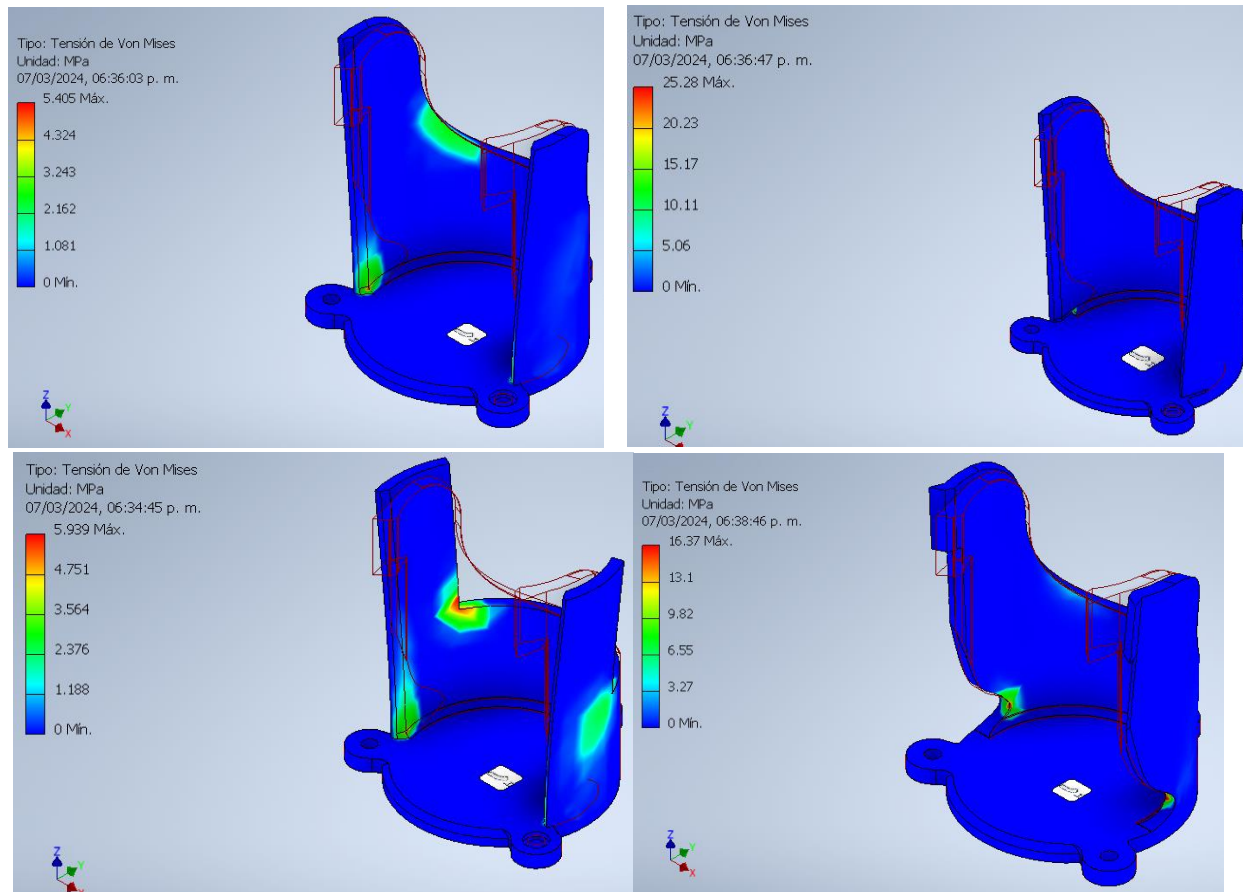 Tipo: Tensión de Von Mises
Unidad: MPa
07/03/2024, 06:36:03 p. m.
5.405 Máx.
4.324
3.243
2.162
1.081
0 Mín.
Z
Y
X
Tipo: Tensión de Von Mises
Unidad: MPa
07/03/2024, 06:36:47 p. m.
25.28 Máx.
20.23
15.17
10.11
5.06
0 Mín.
Z
Y
X
Tipo: Tensión de Von Mises
Unidad: MPa
07/03/2024, 06:34:45 p. m.
5.939 Máx.
4.751
3.564
2.376
1.188
0 Mín.
Z
Y
X
Tipo: Tensión de Von Mises
Unidad: MPa
07/03/2024, 06:38:46 p. m.
16.37 Máx.
13.1
9.82
6.55
3.27
0 Mín.
Z
Y
X